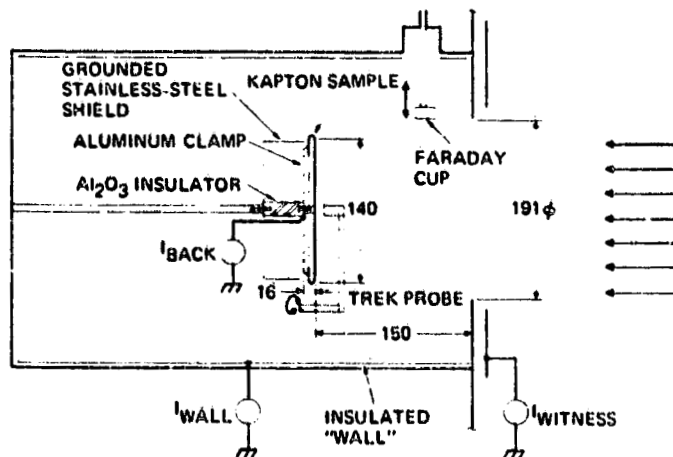 GROUNDED
STAINLESS-STEEL
SHIELD
KAPTON SAMPLE
ALUMINUM CLAMP
FARADAY
CUP
Al2O3 INSULATOR
140
191 φ
IBACK
16
TREK PROBE
150
IWALL
INSULATED
"WALL"
IWITNESS